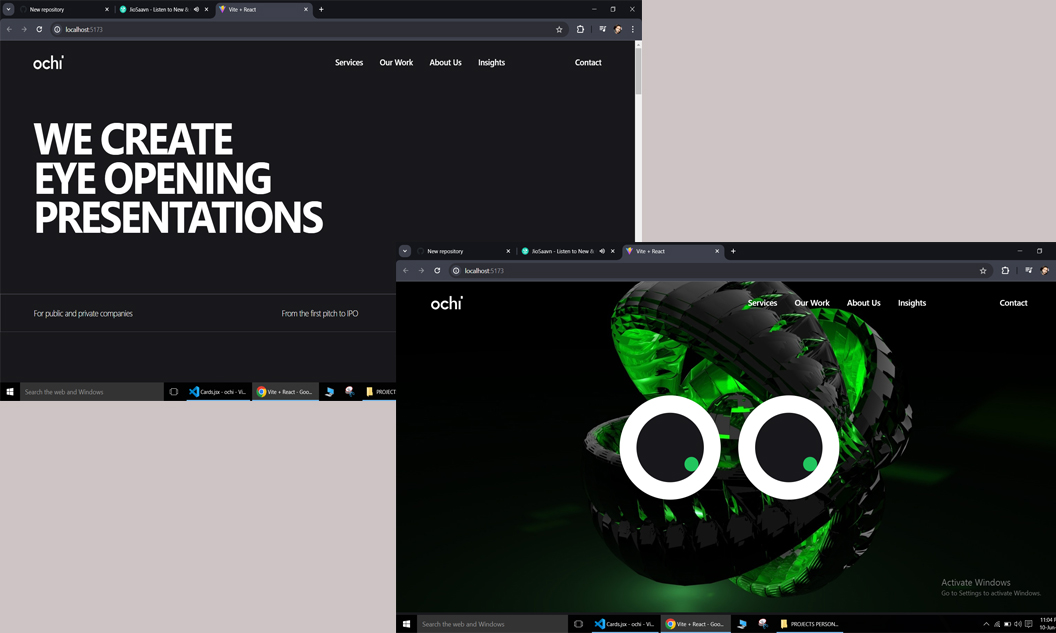 New repository
JioSaavn - Listen to New &
Vite + React
localhost:5173
ochi
Services
Our Work
About Us
Insights
Contact
WE CREATE
EYE OPENING
PRESENTATIONS
For public and private companies
From the first pitch to IPO
Search the web and Windows
Cards.jsx - ochi - Vi...
Vite + React - Goo...
PROJECT
New repository
JioSaavn - Listen to New &
Vite + React
localhost:5173
ochi
Services
Our Work
About Us
Insights
Contact
Activate Windows
Go to Settings to activate Windows.
Search the web and Windows
Cards.jsx - ochi - Vi...
Vite + React - Goo...
PROJECTS PERSON...
11:04
10-Jun-